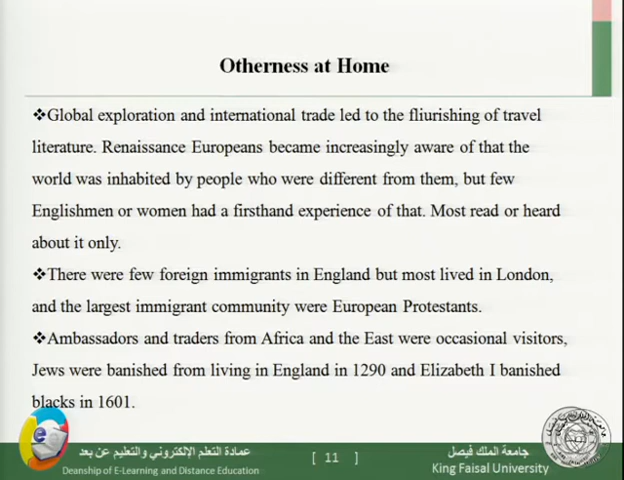 Otherness at Home
❖Global exploration and international trade led to the fliurishing of travel
literature. Renaissance Europeans became increasingly aware of that the
world was inhabited by people who were different from them, but few
Englishmen or women had a firsthand experience of that. Most read or heard
about it only.
❖There were few foreign immigrants in England but most lived in London,
and the largest immigrant community were European Protestants.
❖Ambassadors and traders from Africa and the East were occasional visitors,
Jews were banished from living in England in 1290 and Elizabeth I banished
blacks in 1601.
عمادة التعلم الإلكتروني والتعليم عن بعد
Deanship of E-Learning and Distance Education
[ 11 ]
جامعة الملك فيصل
King Faisal University